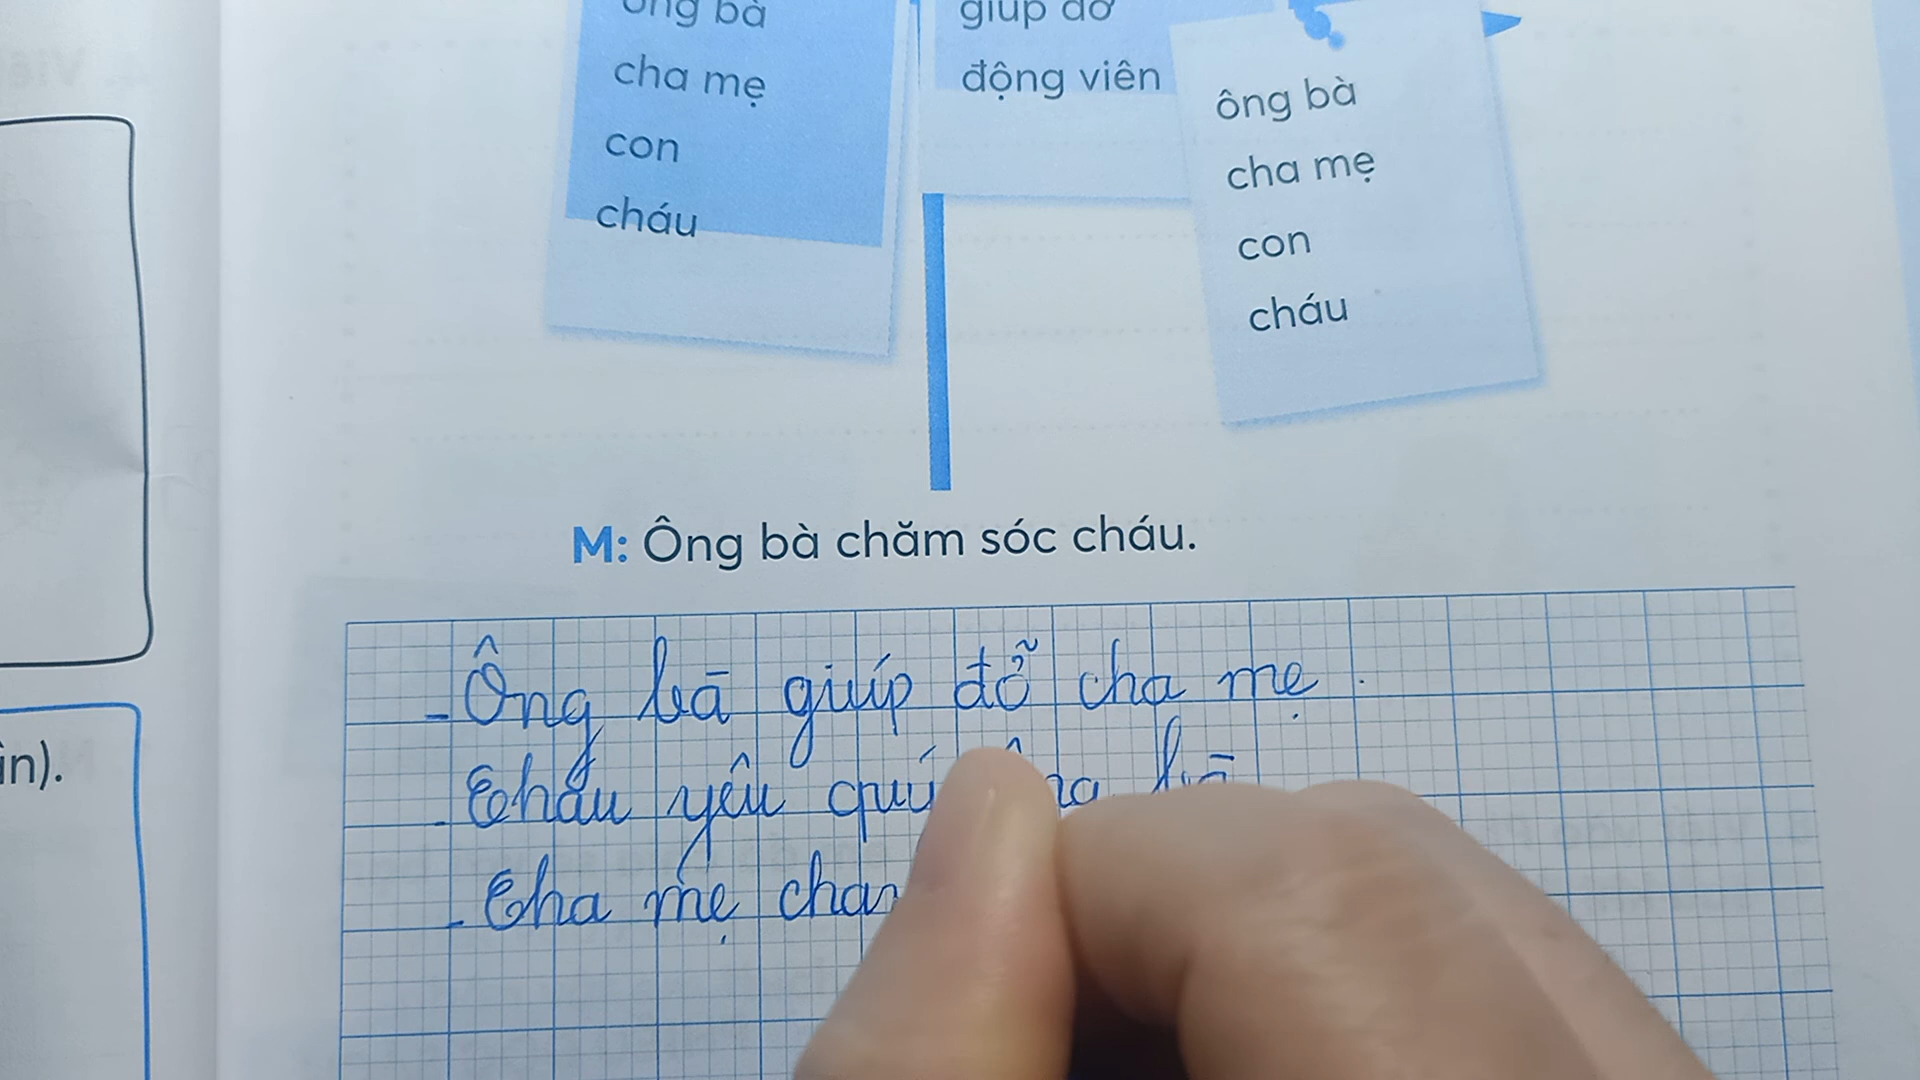 ông bà
giúp đỡ
cha mẹ
động viên
con
cháu
ông bà
cha mẹ
con
cháu
M: Ông bà chăm sóc cháu.
- Ông bà giúp đỡ cha mẹ.
in).
- Cháu yêu quý bà
- Cha mẹ